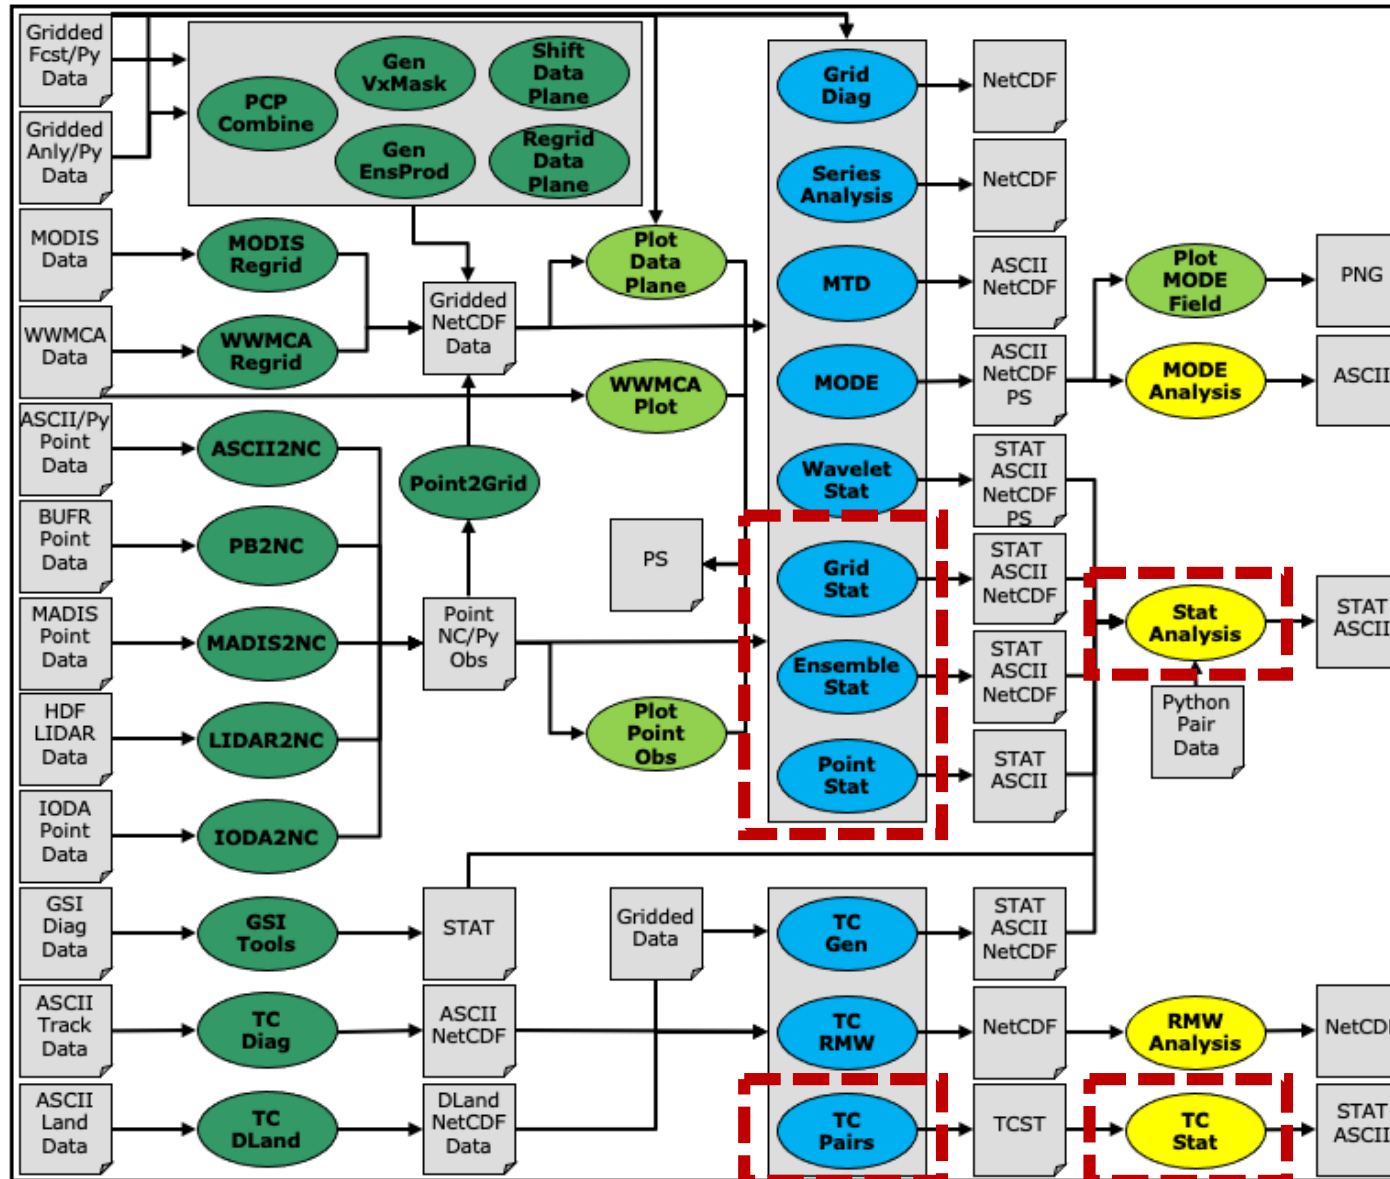 Gridded
Fcst/Py
Data
Gridded
Anly/Py
Data
PCP
Combine
Gen
VxMask
Shift
Data
Plane
Gen
EnsProd
Regrid
Data
Plane
Grid
Diag
NetCDF
Series
Analysis
NetCDF
MODIS
Data
MODIS
Regrid
Plot
Data
Plane
MTD
ASCII
NetCDF
Plot
MODE
Field
PNG
Gridded
NetCDF
Data
WWMCA
Data
WWMCA
Regrid
WWMCA
Plot
MODE
ASCII
NetCDF
PS
MODE
Analysis
ASCII
ASCII/Py
Point
Data
ASCII2NC
Point2Grid
Wavelet
Stat
STAT
ASCII
NetCDF
PS
BUFR
Point
Data
PB2NC
PS
Grid
Stat
STAT
ASCII
NetCDF
Stat
Analysis
STAT
ASCII
MADIS
Point
Data
MADIS2NC
Point
NC/Py
Obs
Ensemble
Stat
STAT
ASCII
NetCDF
Python
Pair
Data
HDF
LIDAR
Data
LIDAR2NC
Plot
Point
Obs
Point
Stat
STAT
ASCII
IODA
Point
Data
IODA2NC
GSI
Diag
Data
GSI
Tools
STAT
Gridded
Data
TC
Gen
STAT
ASCII
NetCDF
ASCII
Track
Data
TC
Diag
ASCII
NetCDF
TC
RMW
NetCDF
RMW
Analysis
NetCDF
ASCII
Land
Data
TC
DLand
DLand
NetCDF
Data
TC
Pairs
TCST
TC
Stat
STAT
ASCII